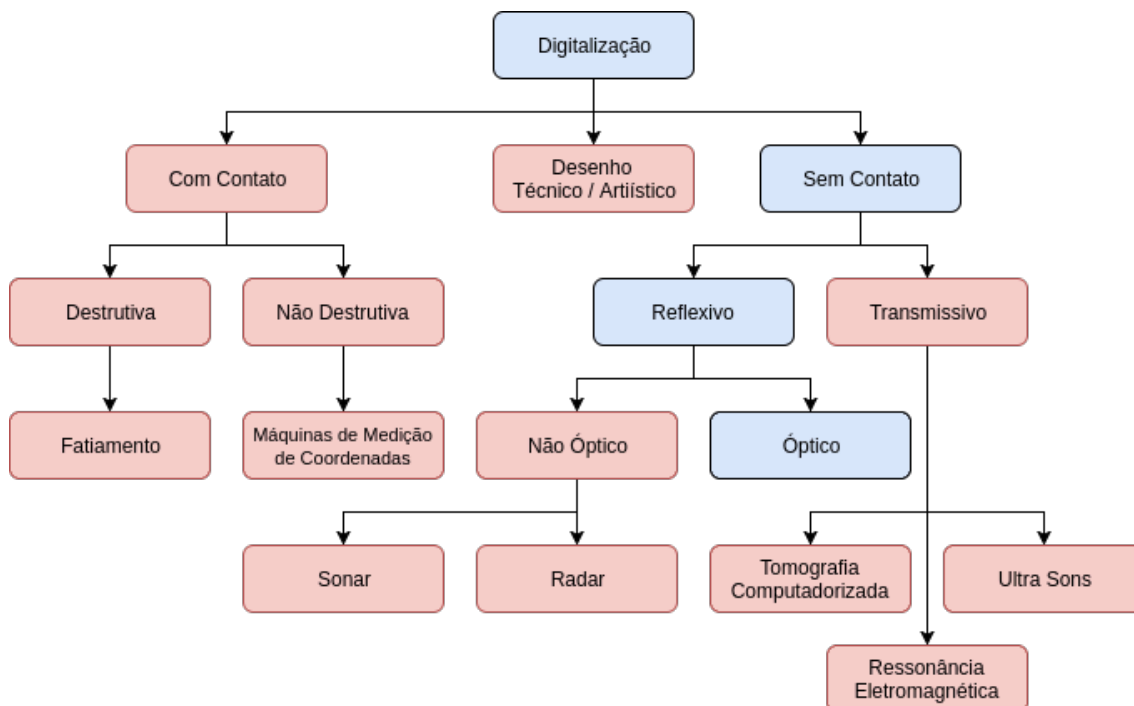 Digitalização
Com Contato
Desenho
Técnico / Artiístico
Sem Contato
Destrutiva
Não Destrutiva
Reflexivo
Transmissivo
Fatiamento
Máquinas de Medição
de Coordenadas
Não Óptico
Óptico
Sonar
Radar
Tomografia
Computadorizada
Ultra Sons
Ressonância
Eletromagnética